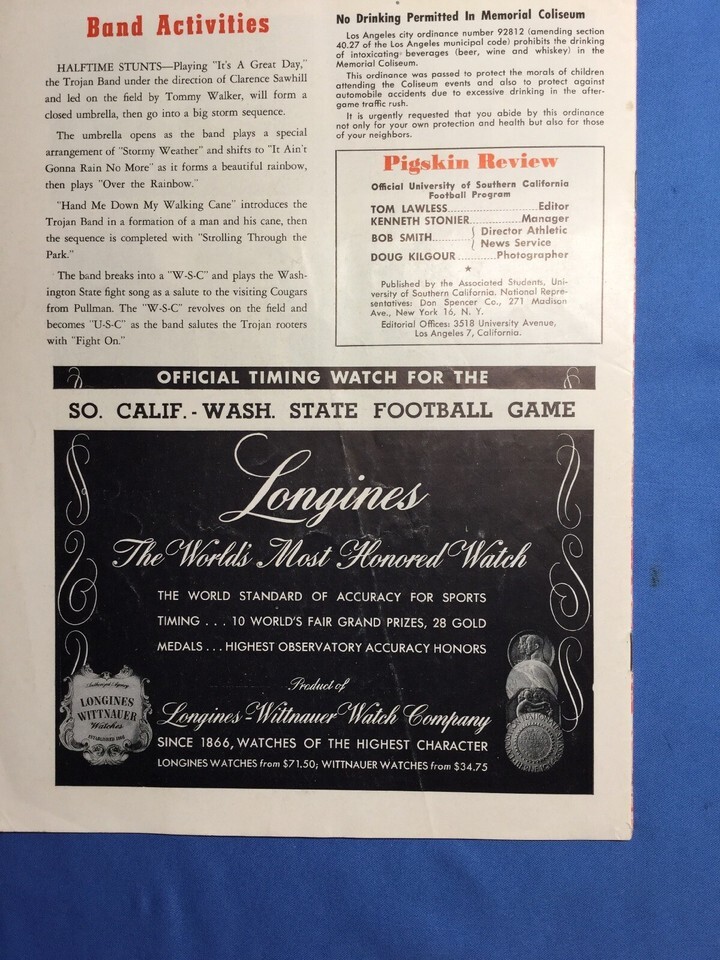 Band Activities
HALFTIME STUNTS—Playing "It's A Great Day,"
the Trojan Band under the direction of Clarence Sawhill
and led on the field by Tommy Walker, will form a
closed umbrella, then go into a big storm sequence.
The umbrella opens as the band plays a special
arrangement of "Stormy Weather" and shifts to "It Ain't
Gonna Rain No More" as it forms a beautiful rainbow,
then plays "Over the Rainbow."
"Hand Me Down My Walking Cane" introduces the
Trojan Band in a formation of a man and his cane, then
the sequence is completed with "Strolling Through the
Park."
The band breaks into a "W-S-C" and plays the Wash-
ington State fight song as a salute to the visiting Cougars
from Pullman. The "W-S-C" revolves on the field and
becomes "U-S-C" as the band salutes the Trojan rooters
with "Fight On."
No Drinking Permitted In Memorial Coliseum
Los Angeles city ordinance number 92812 (amending section
40.27 of the Los Angeles municipal code) prohibits the drinking
of intoxicating beverages (beer, wine and whiskey) in the
Memorial Coliseum.
This ordinance was passed to protect the morals of children
attending the Coliseum events and also to protect against
automobile accidents due to excessive drinking in the after-
game traffic rush.
It is urgently requested that you abide by this ordinance
not only for your own protection and health but also for those
of your neighbors.
Pigskin Review
Official University of Southern California
Football Program
TOM LAWLESS........................Editor
KENNETH STONIER..............Manager
BOB SMITH.......... { Director Athletic
News Service
DOUG KILGOUR...........Photographer
★
Published by the Associated Students, Uni-
versity of Southern California. National Repre-
sentatives: Don Spencer Co., 271 Madison
Ave., New York 16, N. Y.
Editorial Offices: 3518 University Avenue,
Los Angeles 7, California.
OFFICIAL TIMING WATCH FOR THE
SO. CALIF. - WASH. STATE FOOTBALL GAME
Longines
The World's Most Honored Watch
THE WORLD STANDARD OF ACCURACY FOR SPORTS
TIMING . . . 10 WORLD'S FAIR GRAND PRIZES, 28 GOLD
MEDALS . . . HIGHEST OBSERVATORY ACCURACY HONORS
Product of
Longines-Wittnauer Watch Company
SINCE 1866, WATCHES OF THE HIGHEST CHARACTER
LONGINES WATCHES from $71.50; WITTNAUER WATCHES from $34.75
Authorized Agency
LONGINES
WITTNAUER
Watches
ESTABLISHED 1866